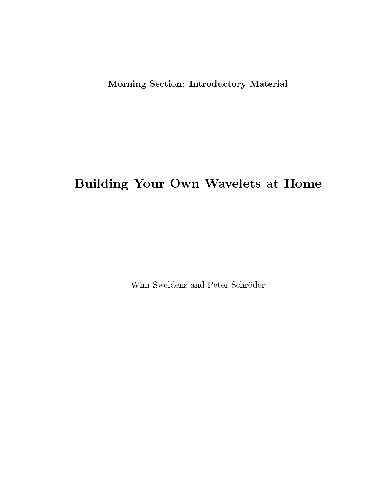 Morning Section: Introductory Material
Building Your Own Wavelets at Home
Wim Sweldens and Peter Schröder